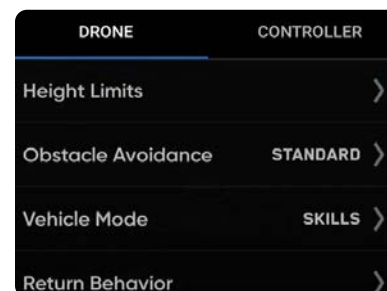 DRONE CONTROLLER
Height Limits
Obstacle Avoidance STANDARD
Vehicle Mode SKILLS
Return Behavior